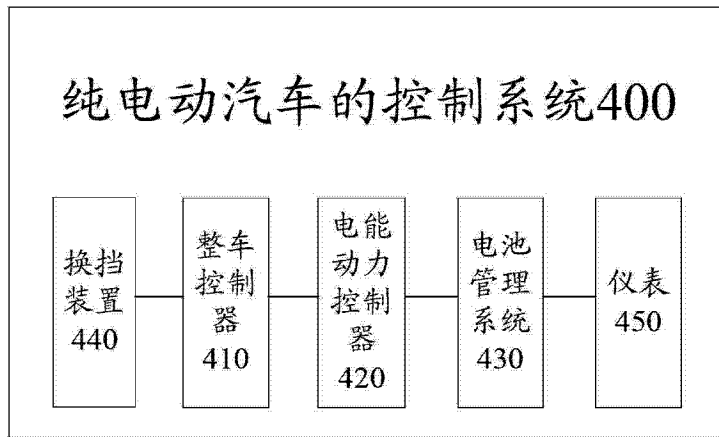 纯电动汽车的控制系统400
换挡
装置
440
整车
控制
器
410
电能
动力
控制
器
420
电池
管理
系统
430
仪表
450